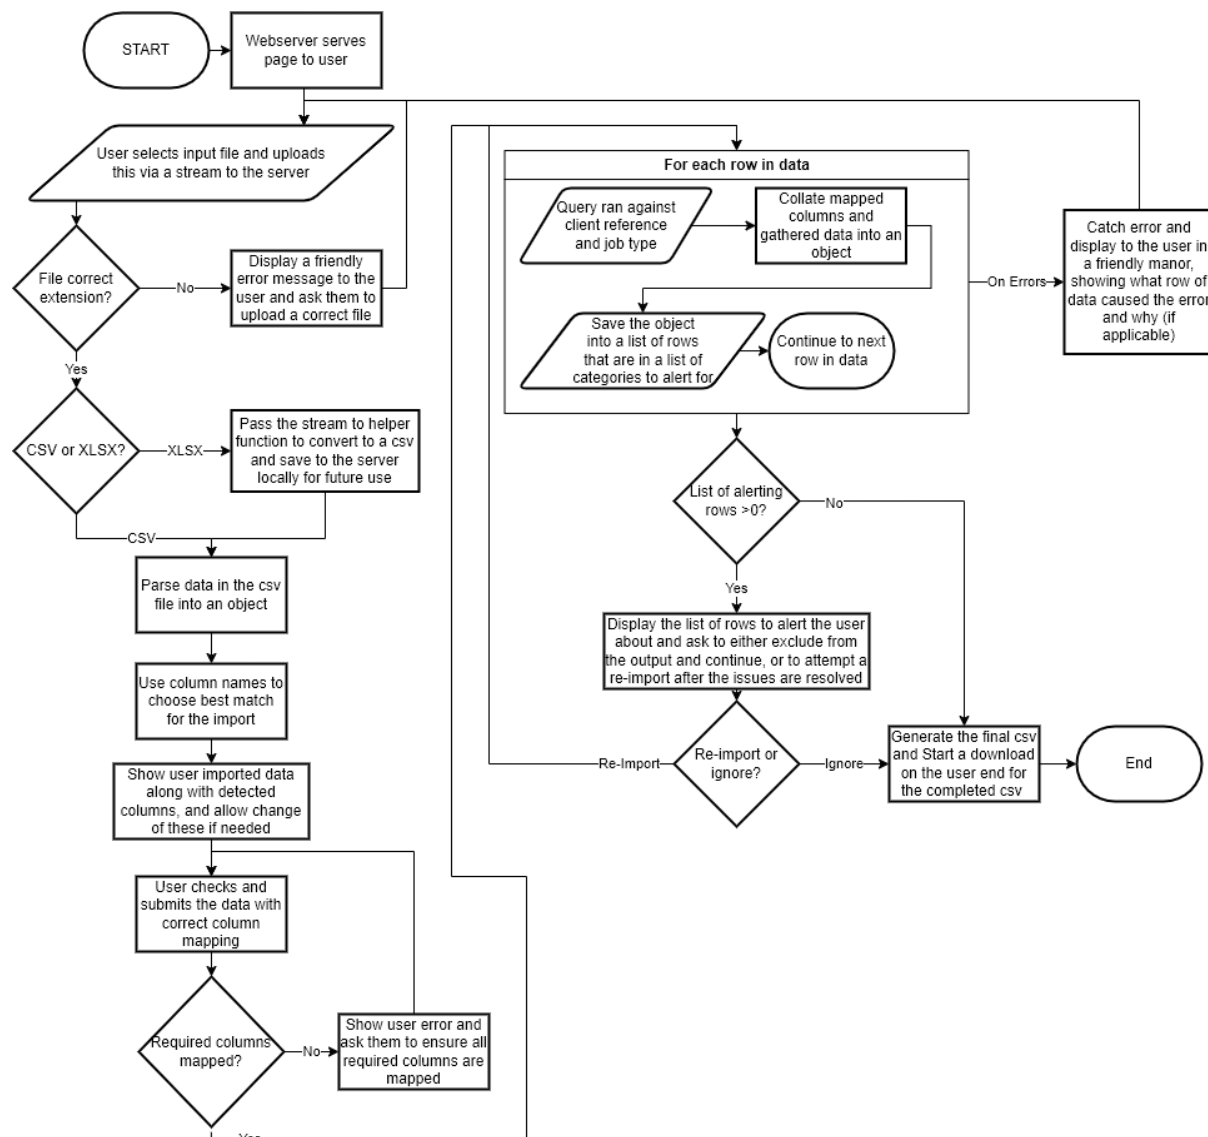 START
Webserver serves
page to user
User selects input file and uploads
this via a stream to the server
File correct
extension?
No
Display a friendly
error message to the
user and ask them to
upload a correct file
Yes
CSV or XLSX?
XLSX
Pass the stream to helper
function to convert to a csv
and save to the server
locally for future use
CSV
Parse data in the csv
file into an object
Use column names to
choose best match
for the import
Show user imported data
along with detected
columns, and allow change
of these if needed
User checks and
submits the data with
correct column
mapping
Required columns
mapped?
No
Show user error and
ask them to ensure all
required columns are
mapped
Yes
For each row in data
Query ran against
client reference
and job type
Collate mapped
columns and
gathered data into an
object
Save the object
into a list of rows
that are in a list of
categories to alert for
Continue to next
row in data
On Errors
Catch error and
display to the user in
a friendly manor,
showing what row of
data caused the error
and why (if
applicable)
List of alerting
rows >0?
No
Yes
Display the list of rows to alert the user
about and ask to either exclude from
the output and continue, or to attempt a
re-import after the issues are resolved
Re-import or
ignore?
Re-Import
Ignore
Generate the final csv
and Start a download
on the user end for
the completed csv
End